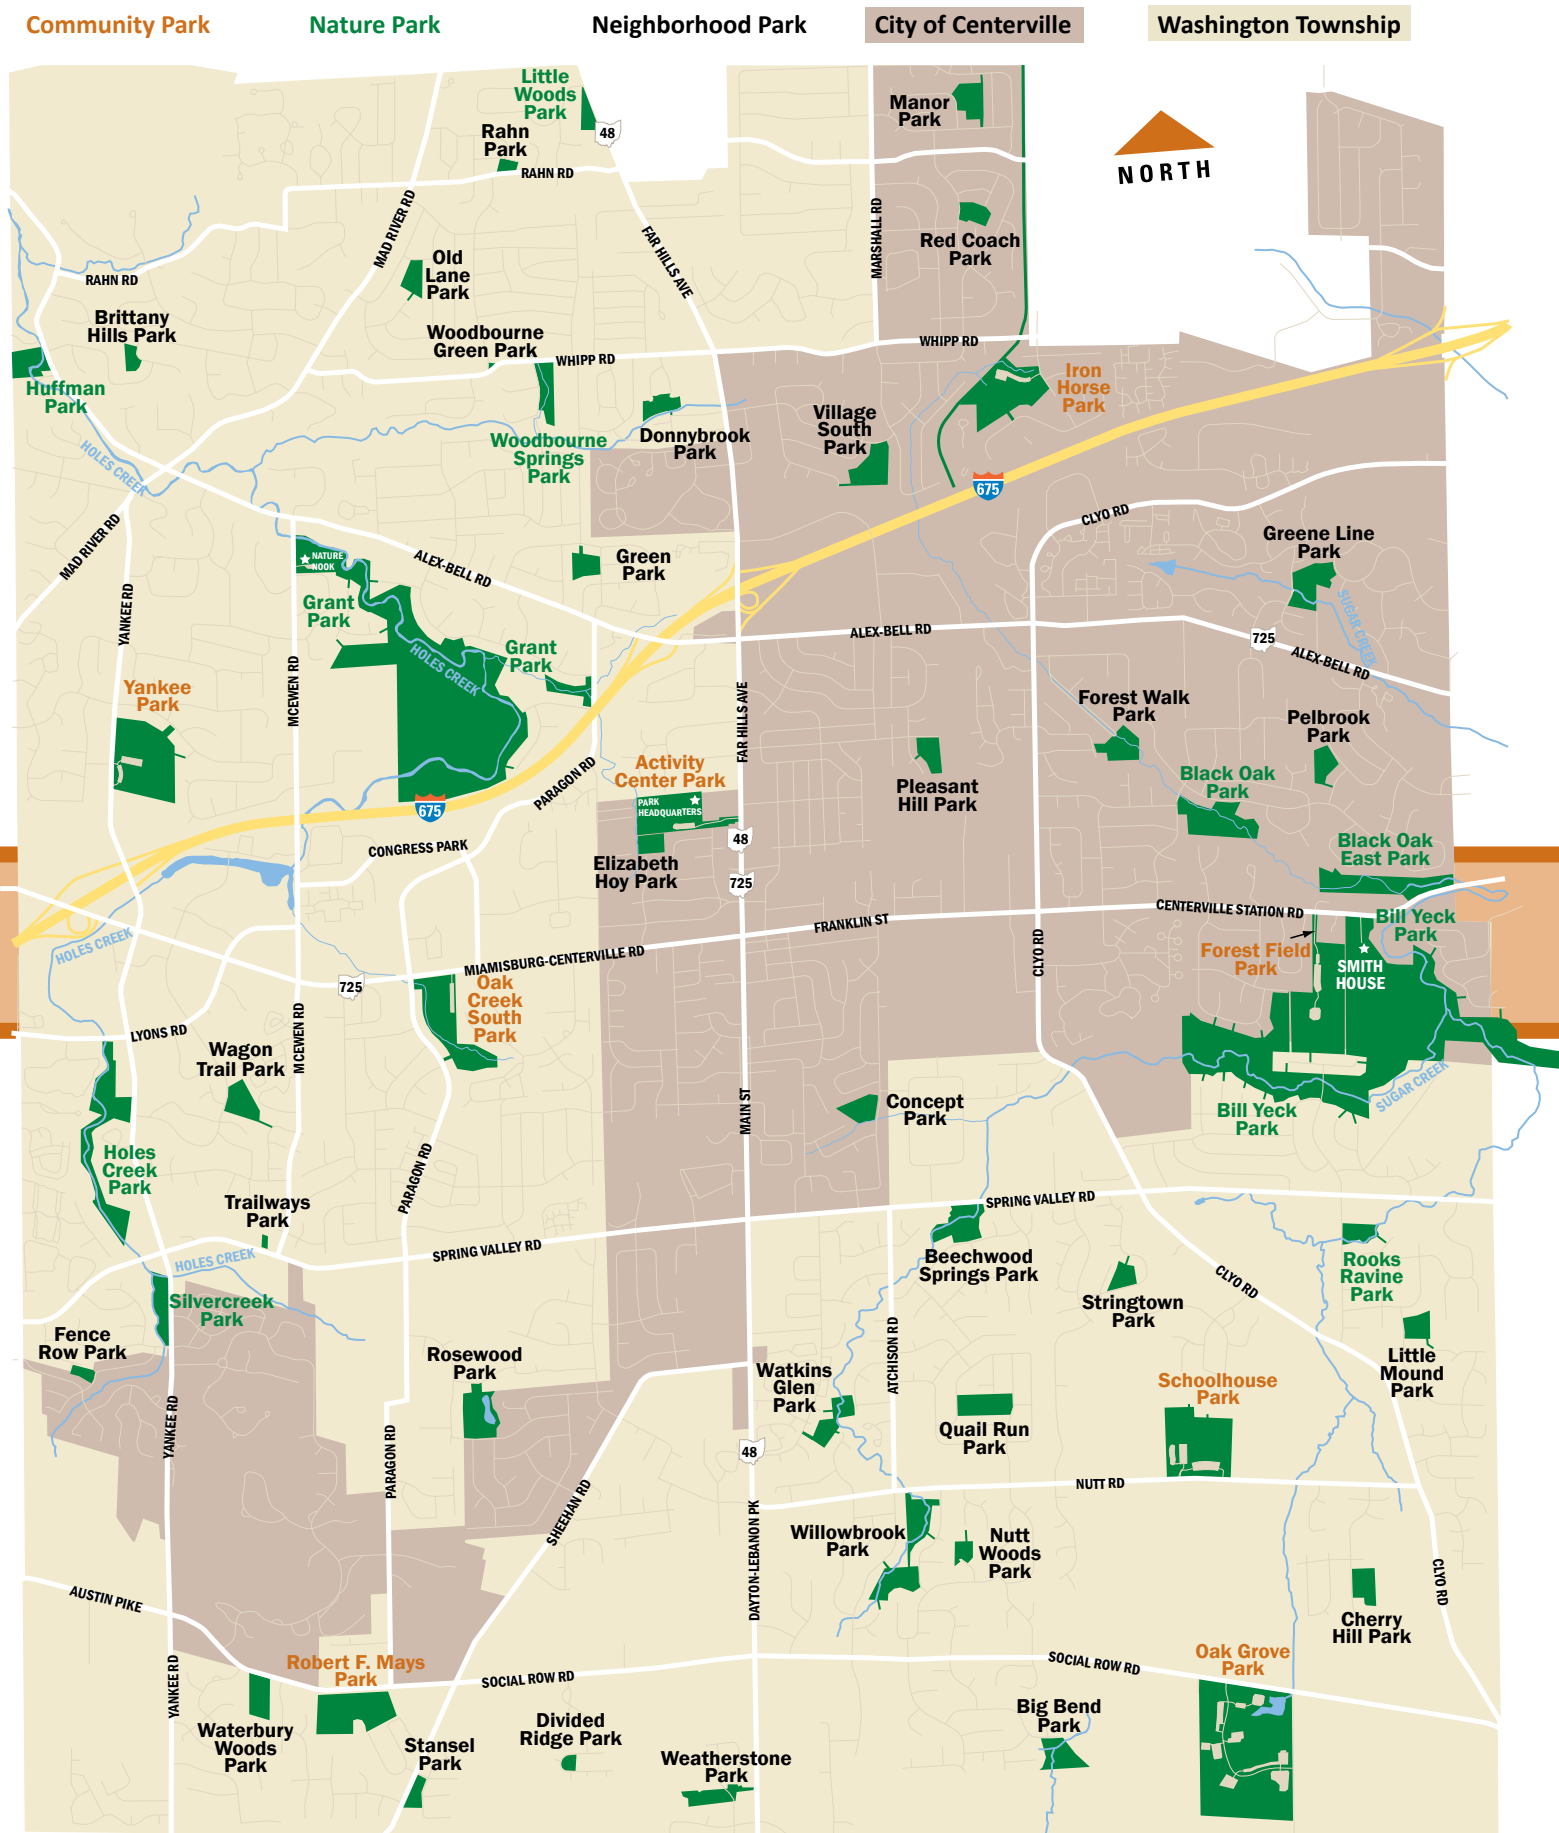 Community Park
Nature Park
Neighborhood Park
City of Centerville
Washington Township
Little
Woods
Park
48
Rahn
Park
RAHN RD
Manor
Park
NORTH
MAD RIVER RD
FAR HILLS AVE
MARSHALL RD
Red Coach
Park
RAHN RD
Old
Lane
Park
Brittany
Hills Park
Woodbourne
Green Park
WHIPP RD
WHIPP RD
Huffman
Park
Iron
Horse
Park
Village
South
Park
Woodbourne
Springs
Park
Donnybrook
Park
HOLES CREEK
675
CLYO RD
MAD RIVER RD
Greene Line
Park
NATURE
NOOK
ALEX-BELL RD
Green
Park
YANKEE RD
Grant
Park
SUGAR CREEK
ALEX-BELL RD
725
ALEX-BELL RD
Grant
Park
HOLES CREEK
MCEWEN RD
Yankee
Park
FAR HILLS AVE
Forest Walk
Park
Pelbrook
Park
Activity
Center Park
PARAGON RD
Pleasant
Hill Park
Black Oak
Park
PARK
HEADQUARTERS
675
48
CONGRESS PARK
Elizabeth
Hoy Park
725
Black Oak
East Park
FRANKLIN ST
CENTERVILLE STATION RD
Bill Yeck
Park
HOLES CREEK
MIAMISBURG-CENTERVILLE RD
CLYO RD
Forest Field
Park
SMITH
HOUSE
725
Oak
Creek
South
Park
LYONS RD
MCEWEN RD
Wagon
Trail Park
SUGAR CREEK
Concept
Park
MAIN ST
Bill Yeck
Park
Holes
Creek
Park
PARAGON RD
Trailways
Park
SPRING VALLEY RD
SPRING VALLEY RD
HOLES CREEK
Beechwood
Springs Park
CLYO RD
Rooks
Ravine
Park
Silvercreek
Park
Stringtown
Park
Fence
Row Park
ATCHISON RD
Rosewood
Park
Watkins
Glen
Park
Little
Mound
Park
Schoolhouse
Park
YANKEE RD
Quail Run
Park
PARAGON RD
48
NUTT RD
SHEEHAN RD
DAYTON-LEBANON PK
Willowbrook
Park
Nutt
Woods
Park
CLYO RD
AUSTIN PIKE
Cherry
Hill Park
Robert F. Mays
Park
Oak Grove
Park
YANKEE RD
SOCIAL ROW RD
SOCIAL ROW RD
Waterbury
Woods
Park
Stansel
Park
Divided
Ridge Park
Big Bend
Park
Weatherstone
Park